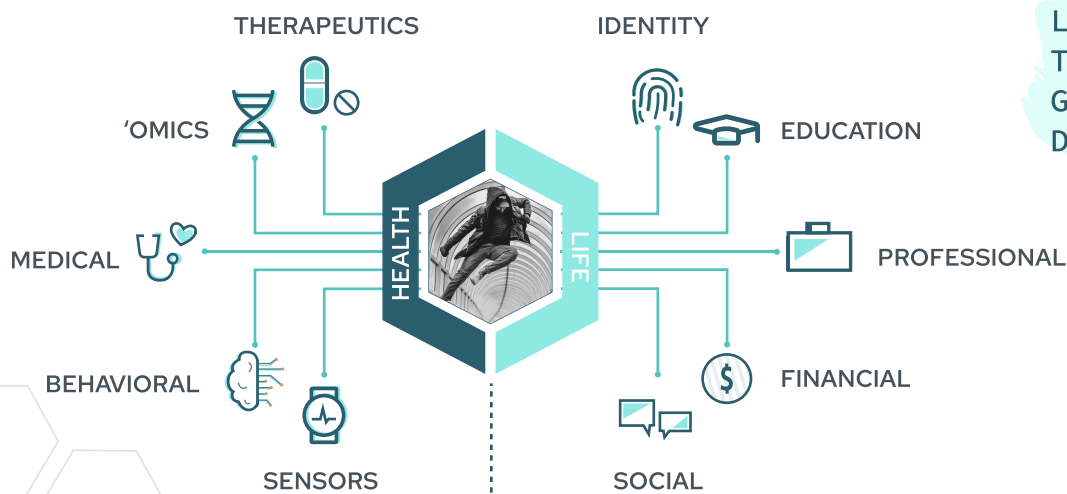 THERAPEUTICS
IDENTITY
'OMICS
EDUCATION
MEDICAL
HEALTH
LIFE
PROFESSIONAL
BEHAVIORAL
$
FINANCIAL
SENSORS
SOCIAL
L
T
G
D